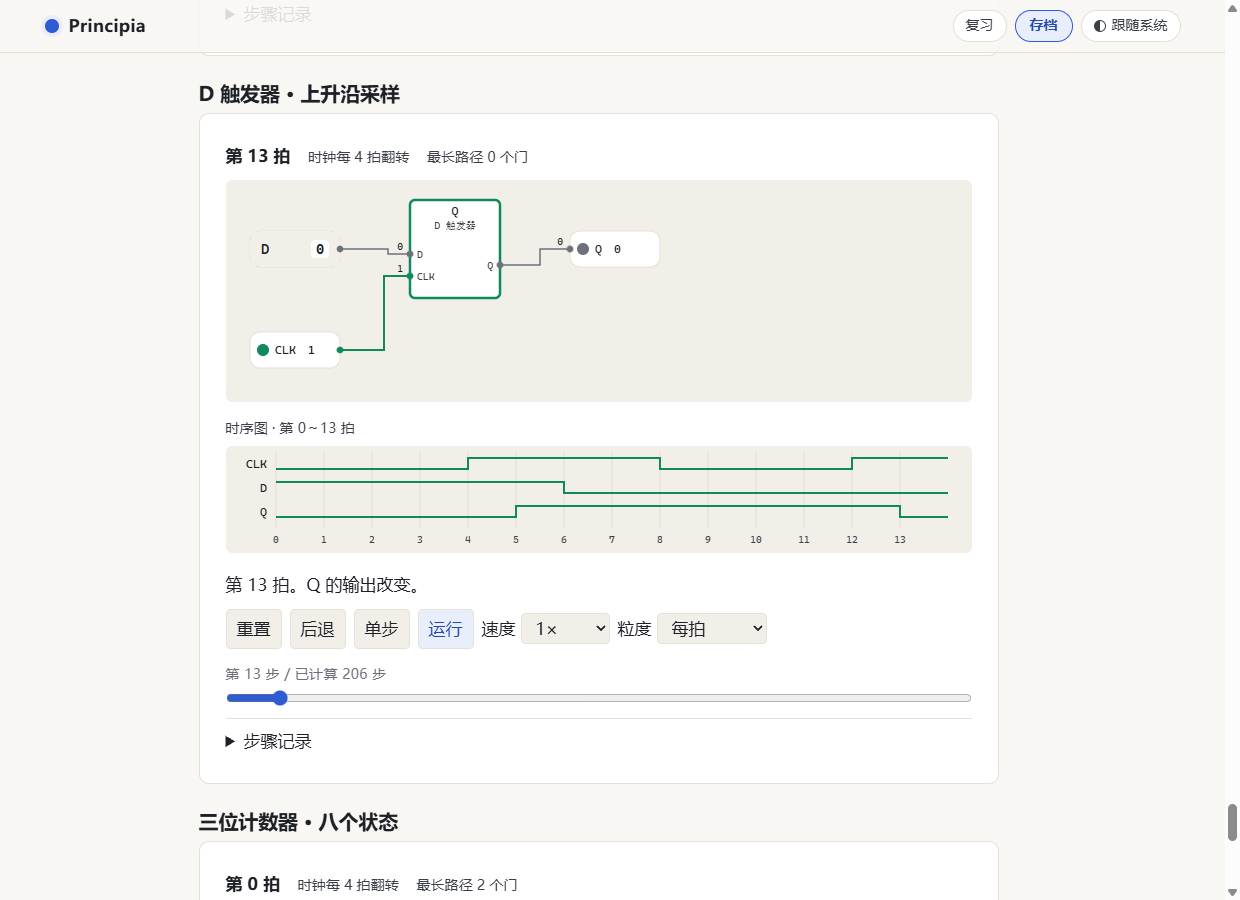 步骤记录
Principia
复习
存档
跟随系统
D 触发器 • 上升沿采样
第 13 拍 时钟每 4 拍翻转 最长路径 0 个门
Q
D 触发器
D 0
0
D
1
CLK
Q
0
Q 0
CLK 1
时序图 · 第 0～13 拍
CLK
D
Q
0 1 2 3 4 5 6 7 8 9 10 11 12 13
第 13 拍。Q 的输出改变。
重置 后退 单步 运行 速度 1× 粒度 每拍
第 13 步 / 已计算 206 步
步骤记录
三位计数器 • 八个状态
第 0 拍 时钟每 4 拍翻转 最长路径 2 个门